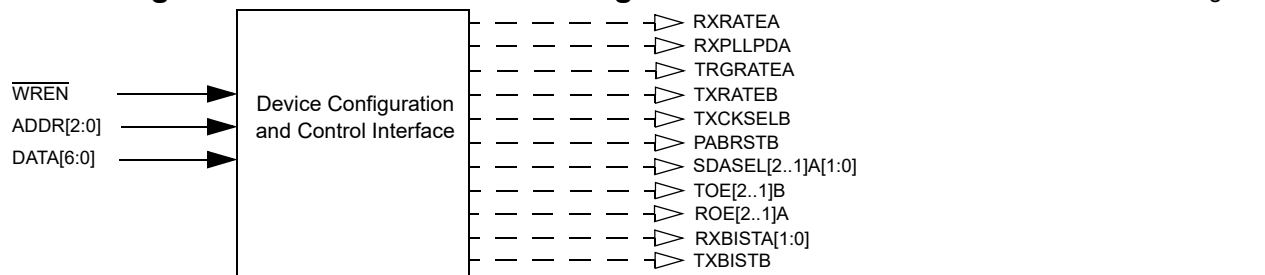 RXRATEA
RXPLLPDA
TRGRATEA
WREN
TXRATEB
Device Configuration
and Control Interface
ADDR[2:0]
TXCKSELB
PABRSTB
DATA[6:0]
SDASEL[2..1]A[1:0]
TOE[2..1]B
ROE[2..1]A
RXBISTA[1:0]
TXBISTB